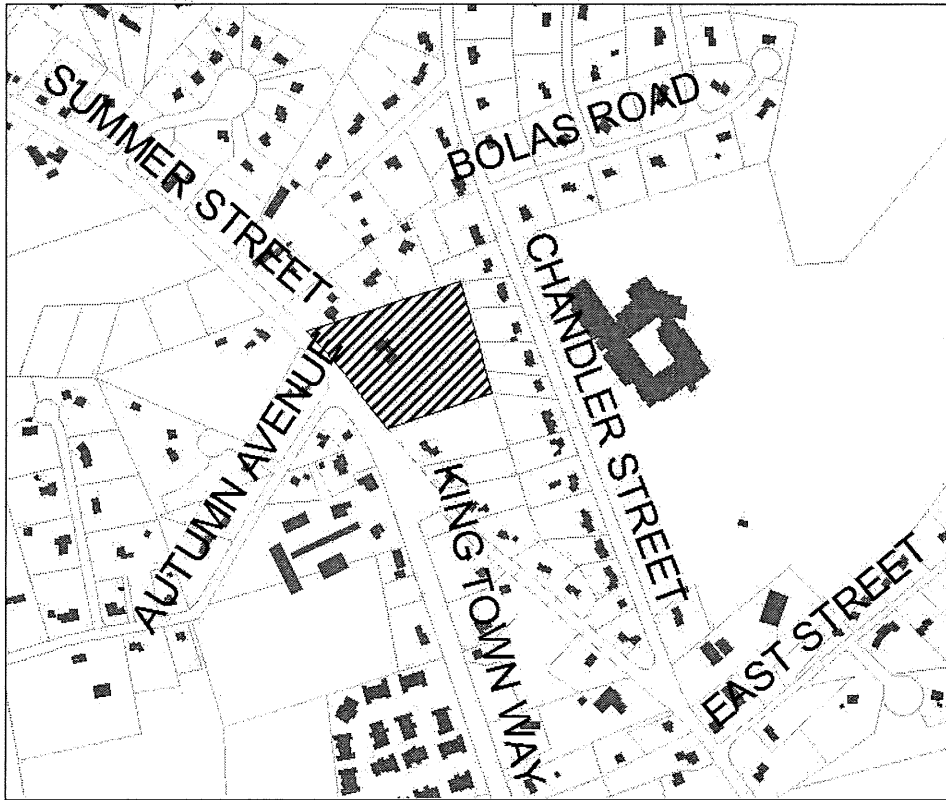 SUMMER STREET
BOLAS ROAD
CHANDLER STREET
AUTUMN AVENUE
KING TOWN WAY
EAST STREET